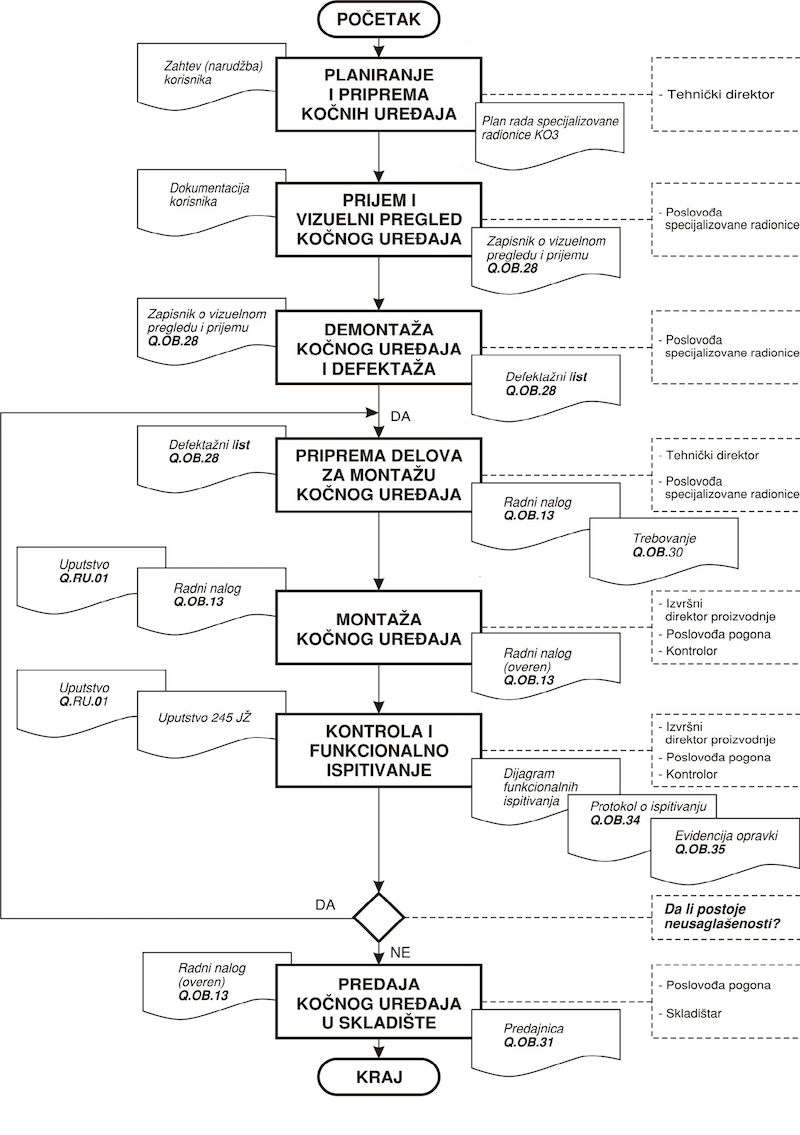 POČETAK
Zahtev (narudžba)
korisnika
PLANIRANJE
I PRIPREMA
KOČNIH UREĐAJA
- Tehnički direktor
Plan rada specijalizovane
radionice KO3
Dokumentacija
korisnika
PRIJEM I
VIZUELNI PREGLED
KOČNOG UREĐAJA
- Poslovođa
specijalizovane radionice
Zapisnik o vizuelnom
pregledu i prijemu
Q.OB.28
Zapisnik o vizuelnom
pregledu i prijemu
Q.OB.28
DEMONTAŽA
KOČNOG UREĐAJA
I DEFEKTAŽA
- Poslovođa
specijalizovane radionice
Defektažni list
Q.OB.28
DA
Defektažni list
Q.OB.28
PRIPREMA DELOVA
ZA MONTAŽU
KOČNOG UREĐAJA
- Tehnički direktor
- Poslovođa
specijalizovane radionice
Radni nalog
Q.OB.13
Trebovanje
Q.OB.30
Uputstvo
Q.RU.01
Radni nalog
Q.OB.13
MONTAŽA
KOČNOG UREĐAJA
- Izvršni
direktor proizvodnje
- Poslovođa pogona
- Kontrolor
Radni nalog
(overen)
Q.OB.13
Uputstvo
Q.RU.01
Uputstvo 245 JŽ
KONTROLA I
FUNKCIONALNO
ISPITIVANJE
- Izvršni
direktor proizvodnje
- Poslovođa pogona
- Kontrolor
Dijagram
funkcionalnih
ispitivanja
Protokol o ispitivanju
Q.OB.34
Evidencija opravki
Q.OB.35
DA
Da li postoje
neusaglašenosti?
NE
Radni nalog
(overen)
Q.OB.13
PREDAJA
KOČNOG UREĐAJA
U SKLADIŠTE
- Poslovođa pogona
- Skladištar
Predajnica
Q.OB.31
KRAJ